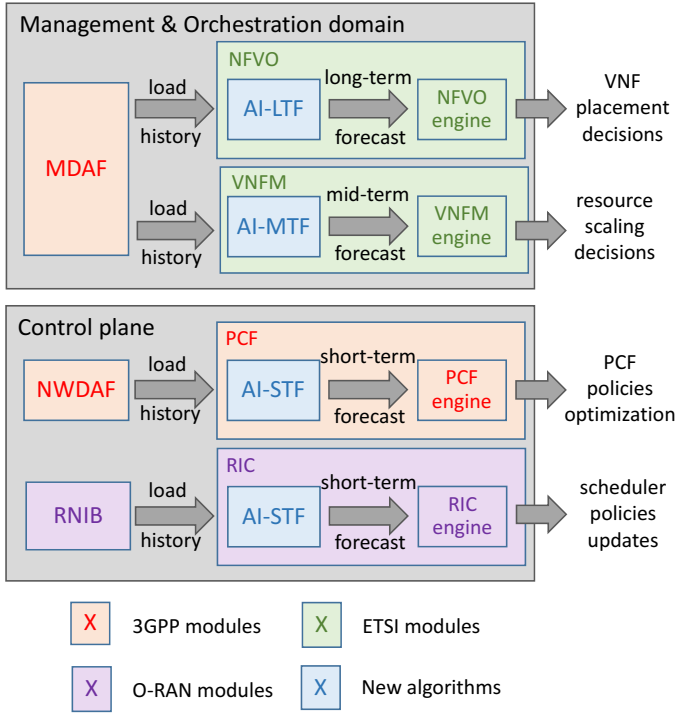 Management & Orchestration domain
MDAF
load
history
NFVO
AI-LTF
long-term
forecast
NFVO
engine
VNF
placement
decisions
load
history
VNFM
AI-MTF
mid-term
forecast
VNFM
engine
resource
scaling
decisions
Control plane
NWDAF
load
history
PCF
AI-STF
short-term
forecast
PCF
engine
PCF
policies
optimization
RNIB
load
history
RIC
AI-STF
short-term
forecast
RIC
engine
scheduler
policies
updates
X 3GPP modules
X ETSI modules
X O-RAN modules
X New algorithms